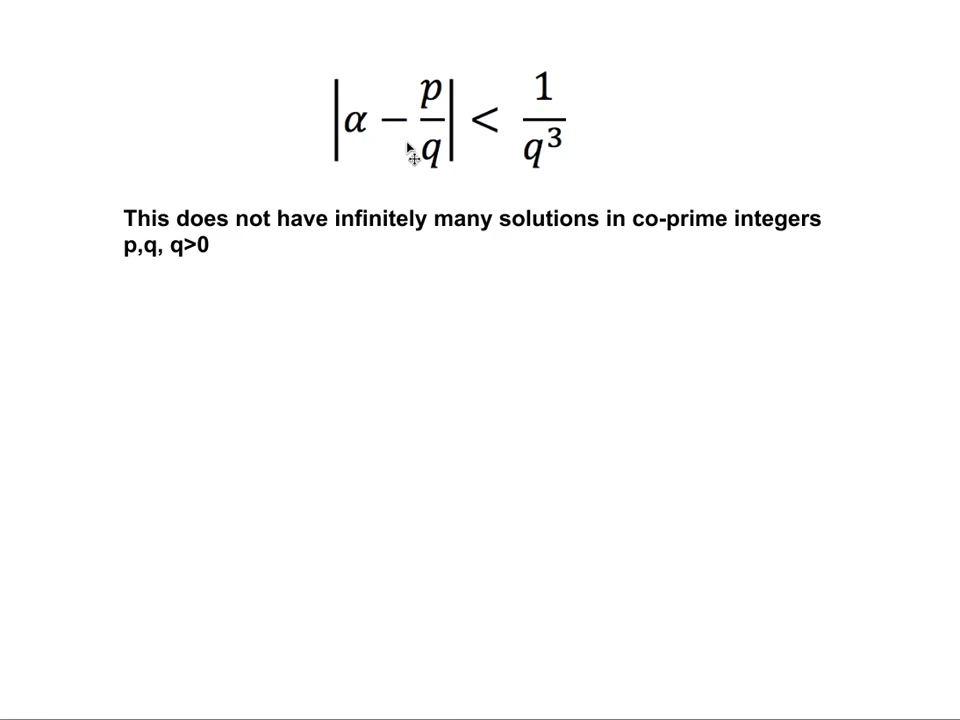 |α − p/q| < 1/q³
This does not have infinitely many solutions in co-prime integers
p,q, q>0